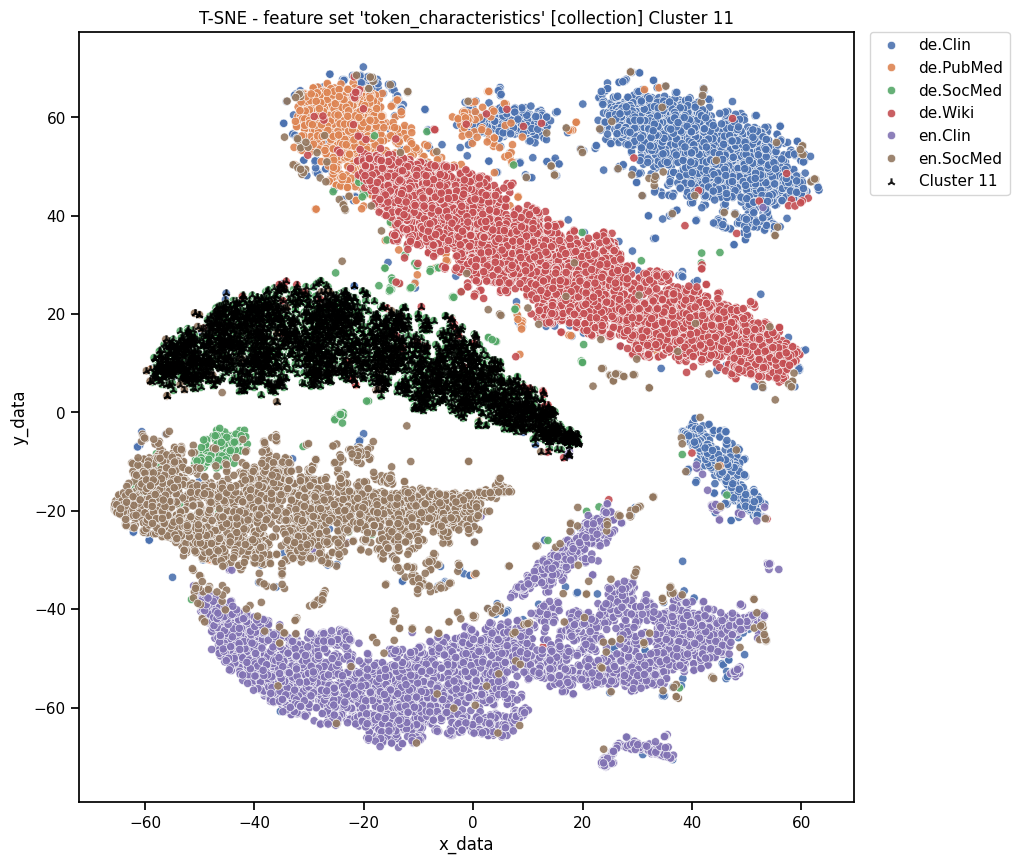 T-SNE - feature set 'token_characteristics' [collection] Cluster 11
de.Clin
de.PubMed
de.SocMed
de.Wiki
en.Clin
en.SocMed
Cluster 11
y_data
60
40
20
0
−20
−40
−60
−60 −40 −20 0 20 40 60
x_data